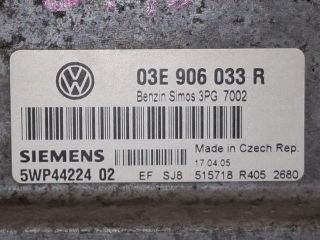 03E 906 033 R
Benzin Simos 3PG 7002
SIEMENS
Made in Czech Rep.
17.04.05
5WP44224 02
EF SJ8 515718 R405 2680